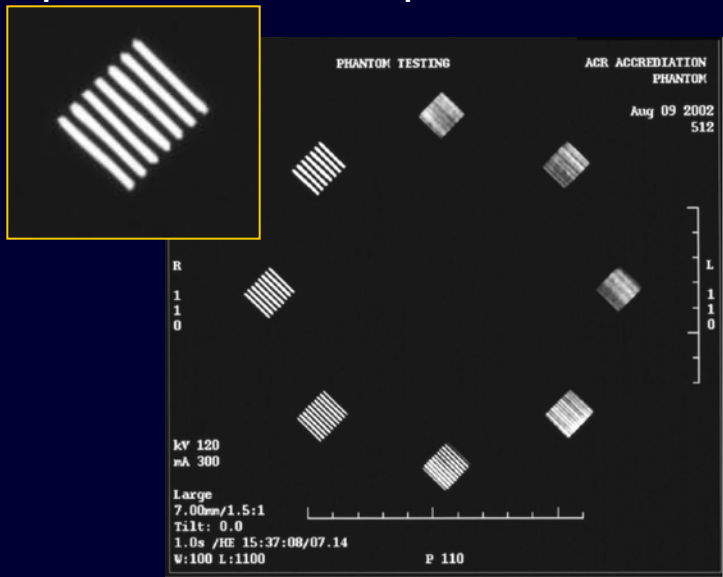 PHANTOM TESTING
ACR ACCREDIATION
PHANTOM
Aug 09 2002
512
R
1
1
0
L
1
1
0
kV 120
mA 300
Large
7.00mm/1.5:1
Tilt: 0.0
1.0s /HE 15:37:08/07.14
W:100 L:1100
P 110